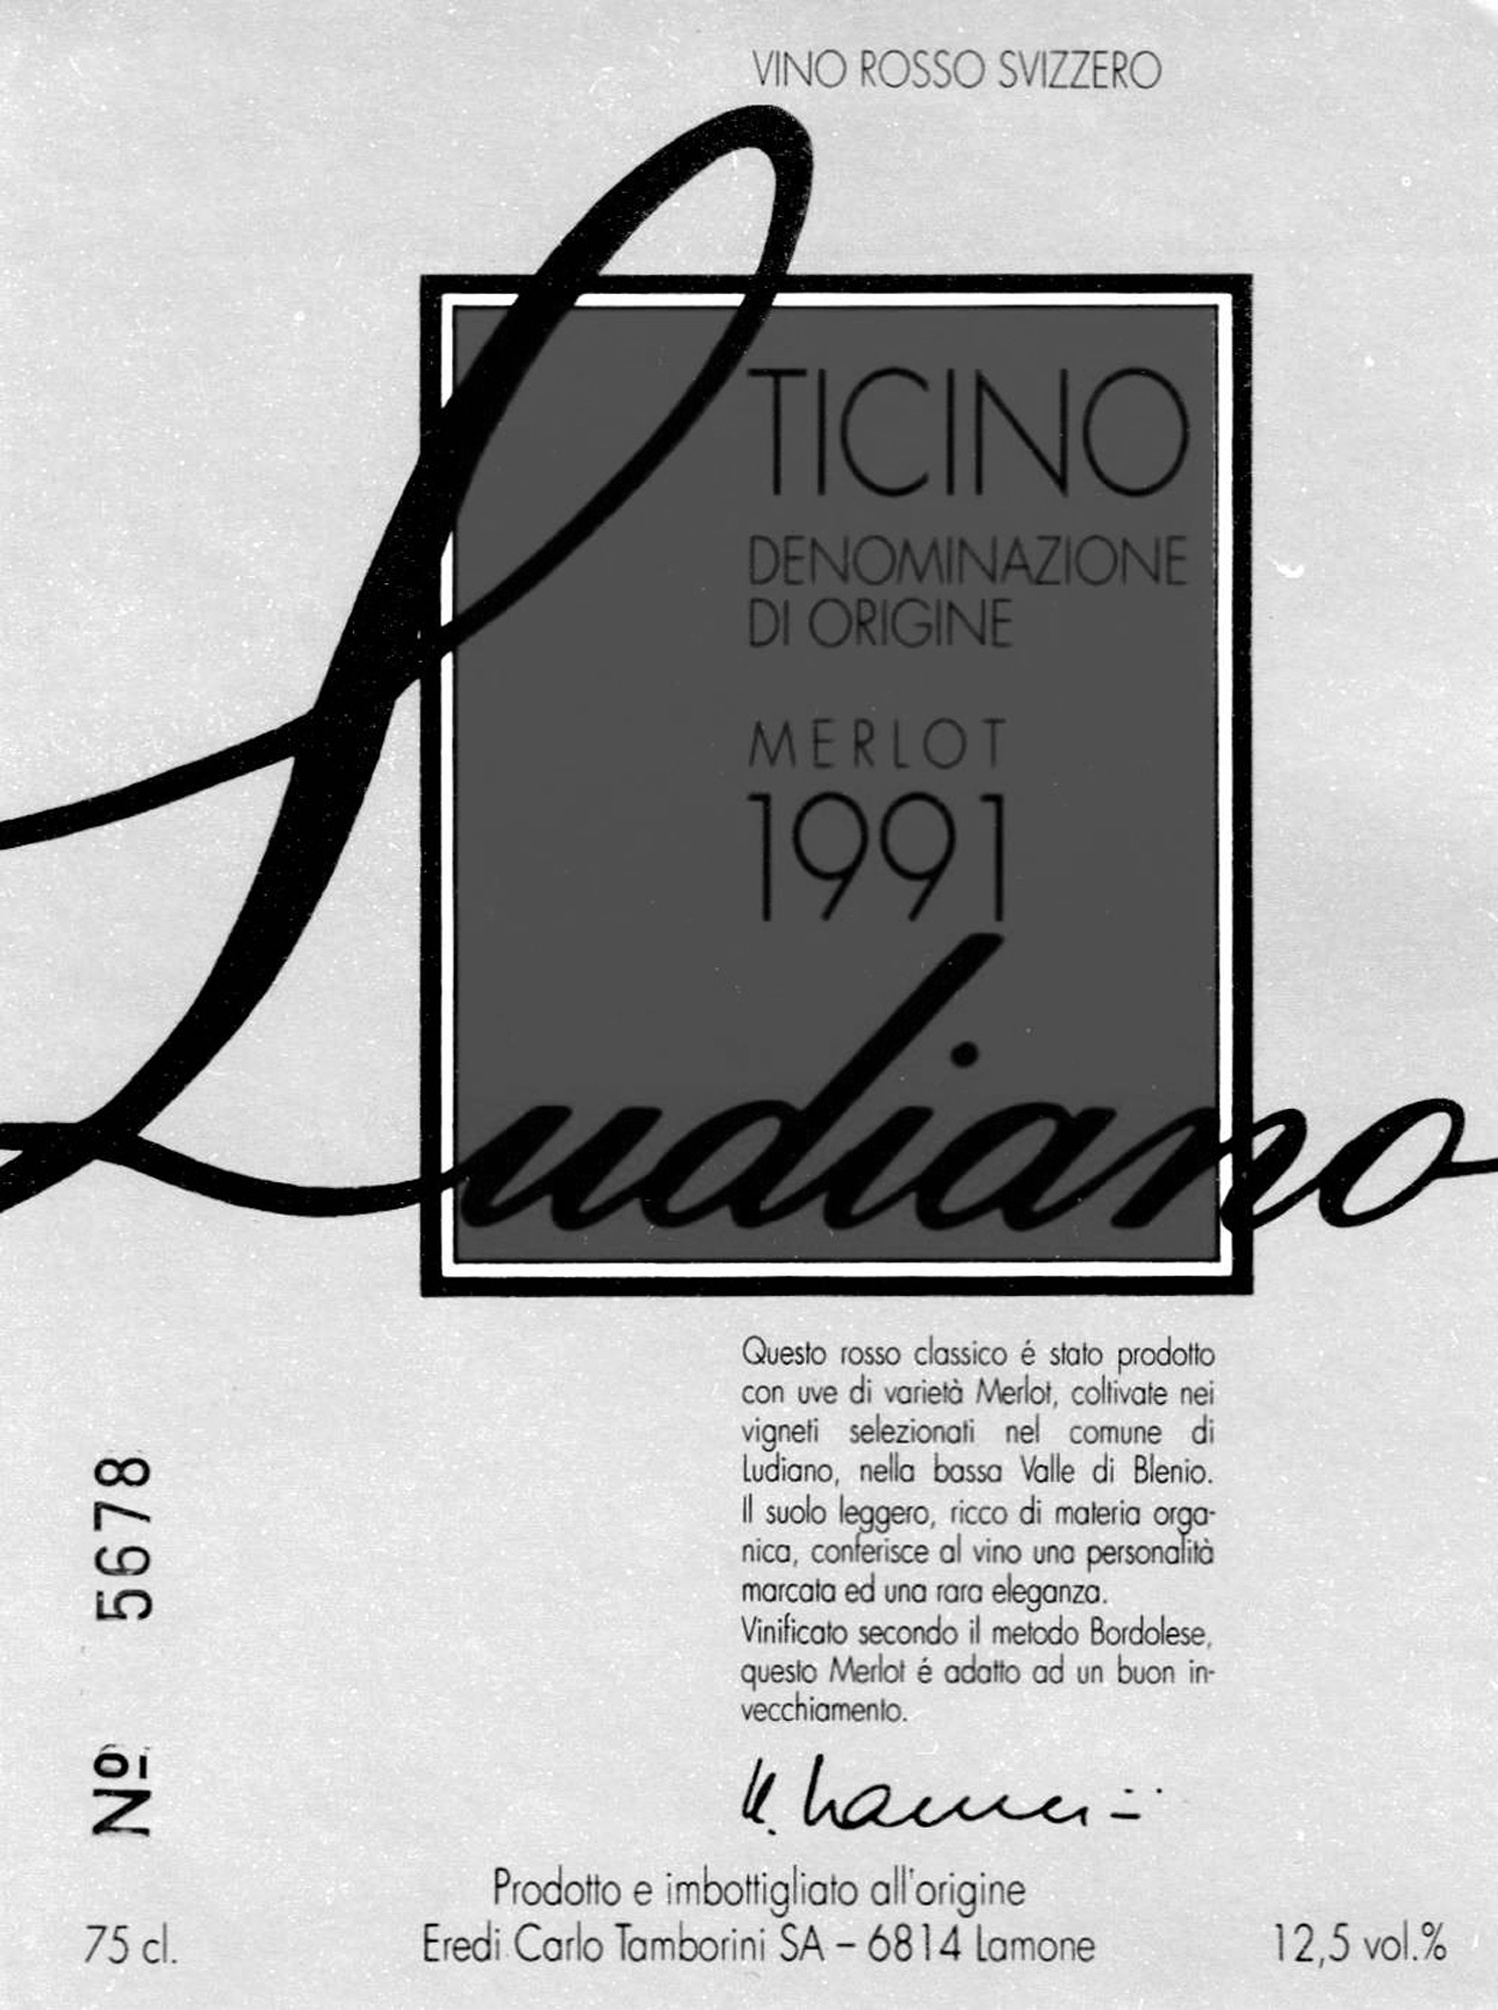 VINO ROSSO SVIZZERO
TICINO
DENOMINAZIONE
DI ORIGINE
MERLOT
1991
Ludiano
Questo rosso classico é stato prodotto
con uve di varietà Merlot, coltivate nei
vigneti selezionati nel comune di
Ludiano, nella bassa Valle di Blenio.
Il suolo leggero, ricco di materia orga-
nica, conferisce al vino una personalità
marcata ed una rara eleganza.
Vinificato secondo il metodo Bordolese,
questo Merlot é adatto ad un buon in-
vecchiamento.
Nº 5678
Prodotto e imbottigliato all'origine
75 cl. Eredi Carlo Tamborini SA – 6814 Lamone 12,5 vol.%